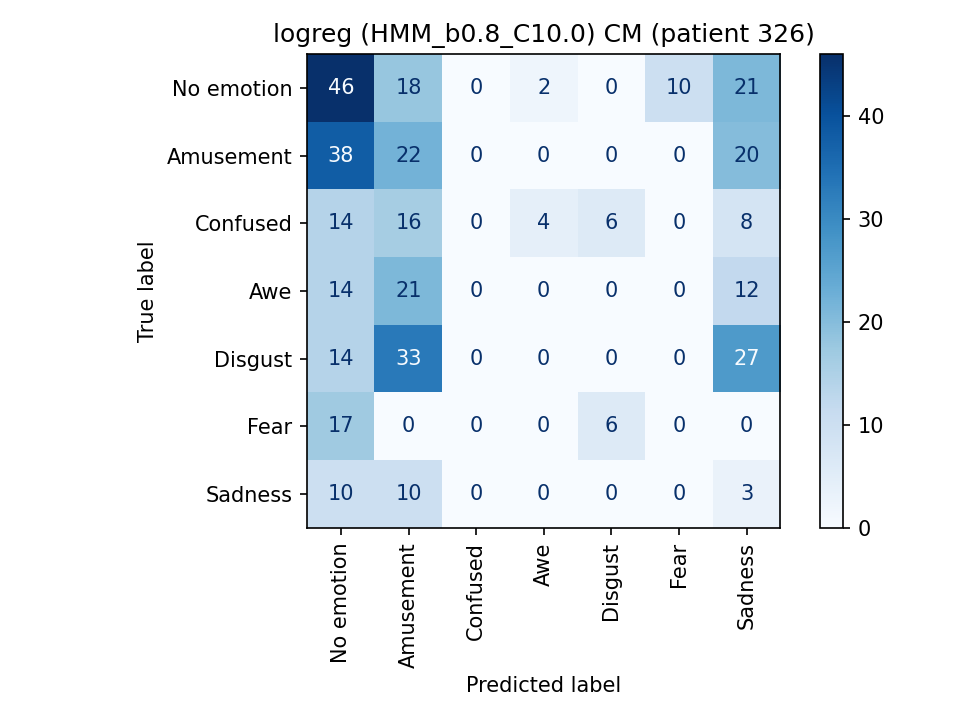 logreg (HMM_b0.8_C10.0) CM (patient 326)
No emotion 46 18 0 2 0 10 21
Amusement 38 22 0 0 0 0 20
Confused 14 16 0 4 6 0 8
Awe 14 21 0 0 0 0 12
Disgust 14 33 0 0 0 0 27
Fear 17 0 0 0 6 0 0
Sadness 10 10 0 0 0 0 3
True label
No emotion
Amusement
Confused
Awe
Disgust
Fear
Sadness
Predicted label
40
30
20
10
0